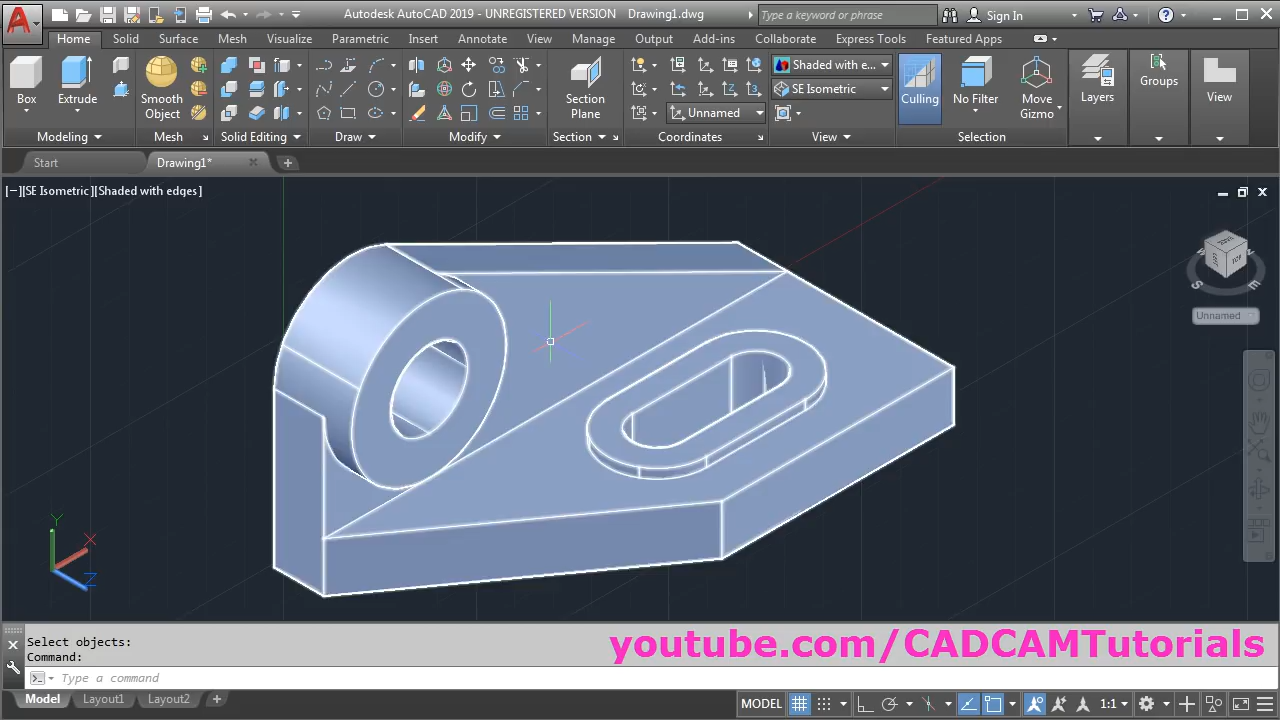 Autodesk AutoCAD 2019 - UNREGISTERED VERSION Drawing1.dwg
Type a keyword or phrase
Sign In
Home Solid Surface Mesh Visualize Parametric Insert Annotate View Manage Output Add-ins Collaborate Express Tools Featured Apps
Box
Extrude
Smooth Object
Section Plane
Unnamed
Shaded with e...
SE Isometric
Culling
No Filter
Move Gizmo
Layers
Groups
View
Modeling
Mesh
Solid Editing
Draw
Modify
Section
Coordinates
View
Selection
Start
Drawing1*
[−][SE Isometric][Shaded with edges]
S
E
Unnamed
Y
X
Z
Select objects:
Command:
youtube.com/CADCAMTutorials
Type a command
Model Layout1 Layout2
MODEL
1:1